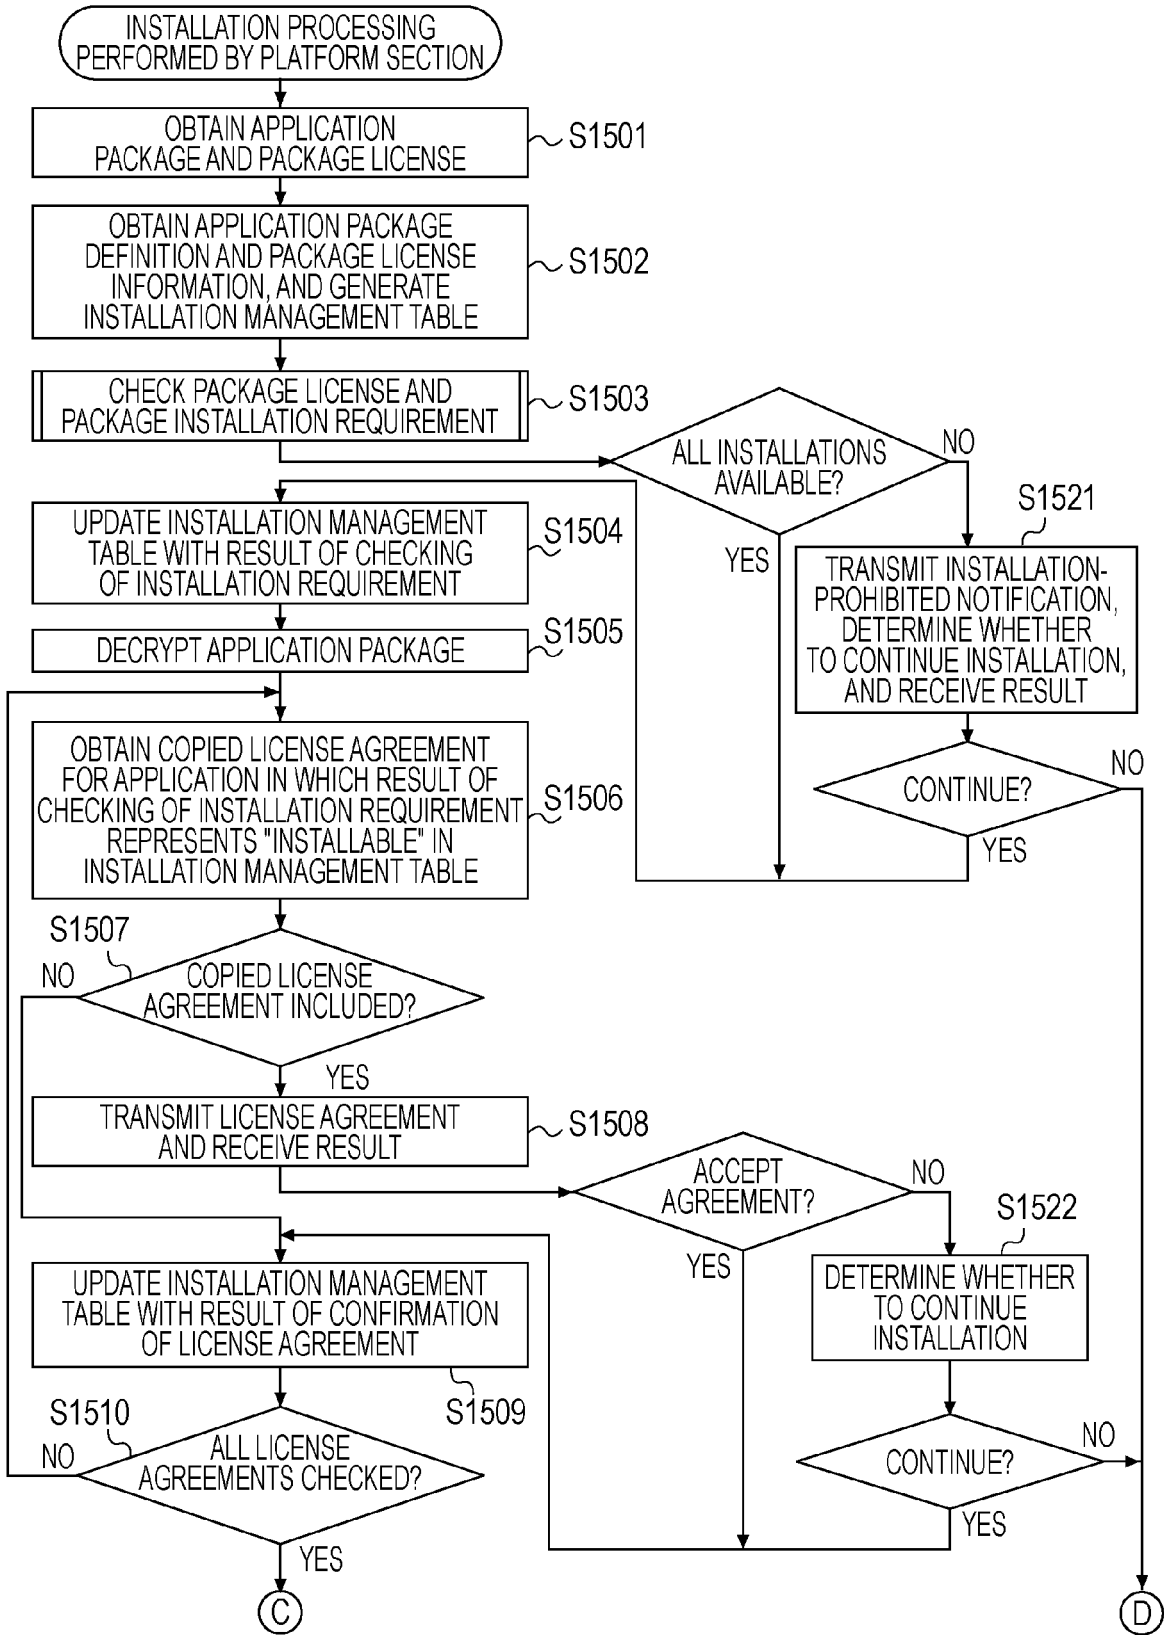 INSTALLATION PROCESSING
PERFORMED BY PLATFORM SECTION
OBTAIN APPLICATION
PACKAGE AND PACKAGE LICENSE
S1501
OBTAIN APPLICATION PACKAGE
DEFINITION AND PACKAGE LICENSE
INFORMATION, AND GENERATE
INSTALLATION MANAGEMENT TABLE
S1502
CHECK PACKAGE LICENSE AND
PACKAGE INSTALLATION REQUIREMENT
S1503
ALL INSTALLATIONS
AVAILABLE?
NO
YES
S1521
TRANSMIT INSTALLATION-
PROHIBITED NOTIFICATION,
DETERMINE WHETHER
TO CONTINUE INSTALLATION,
AND RECEIVE RESULT
CONTINUE?
NO
YES
UPDATE INSTALLATION MANAGEMENT
TABLE WITH RESULT OF CHECKING
OF INSTALLATION REQUIREMENT
S1504
DECRYPT APPLICATION PACKAGE
S1505
OBTAIN COPIED LICENSE AGREEMENT
FOR APPLICATION IN WHICH RESULT OF
CHECKING OF INSTALLATION REQUIREMENT
REPRESENTS "INSTALLABLE" IN
INSTALLATION MANAGEMENT TABLE
S1506
S1507
NO
COPIED LICENSE
AGREEMENT INCLUDED?
YES
TRANSMIT LICENSE AGREEMENT
AND RECEIVE RESULT
S1508
ACCEPT
AGREEMENT?
NO
YES
S1522
DETERMINE WHETHER
TO CONTINUE
INSTALLATION
CONTINUE?
NO
YES
UPDATE INSTALLATION MANAGEMENT
TABLE WITH RESULT OF CONFIRMATION
OF LICENSE AGREEMENT
S1509
S1510
NO
ALL LICENSE
AGREEMENTS CHECKED?
YES
C
D